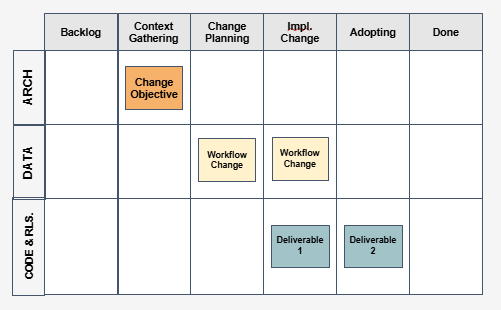 Backlog
Context
Gathering
Change
Planning
Impl.
Change
Adopting
Done
ARCH
Change
Objective
DATA
Workflow
Change
Workflow
Change
CODE & RLS.
Deliverable
1
Deliverable
2